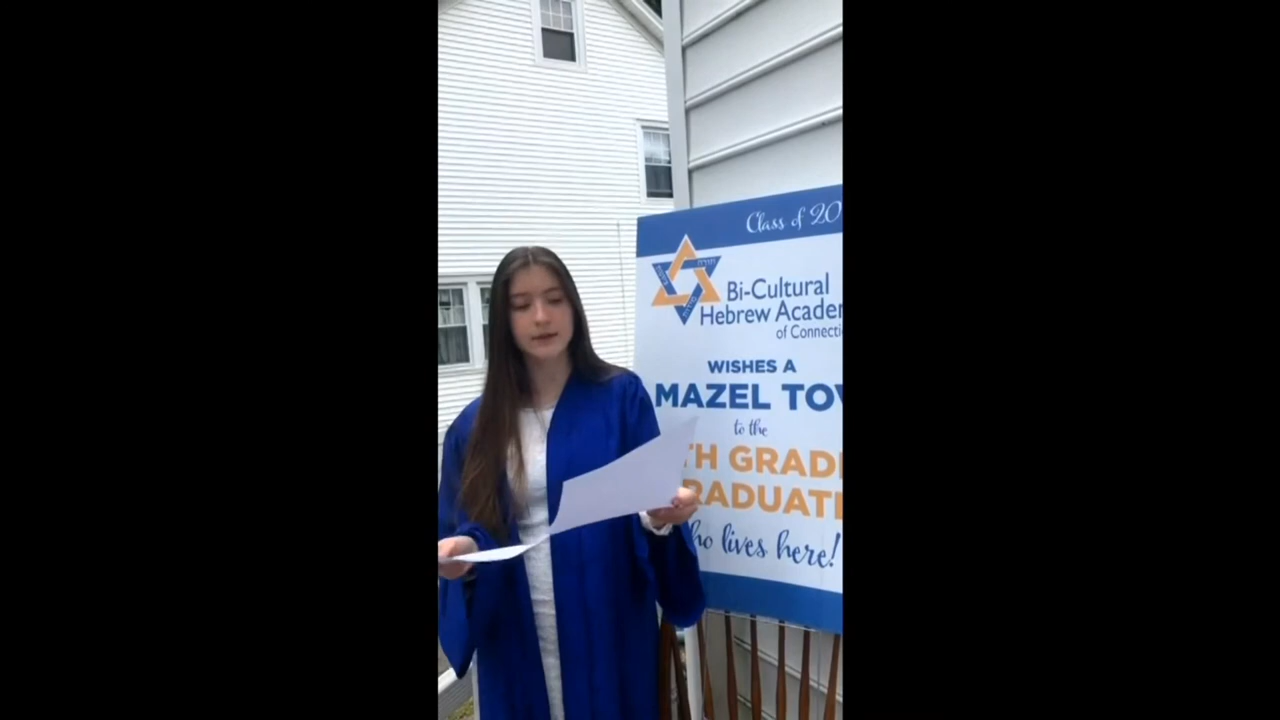 Class of 20
Bi-Cultural
Hebrew Acade
of Connecti
WISHES A
MAZEL TOV
to the
TH GRAD
RADUAT
ho lives here!